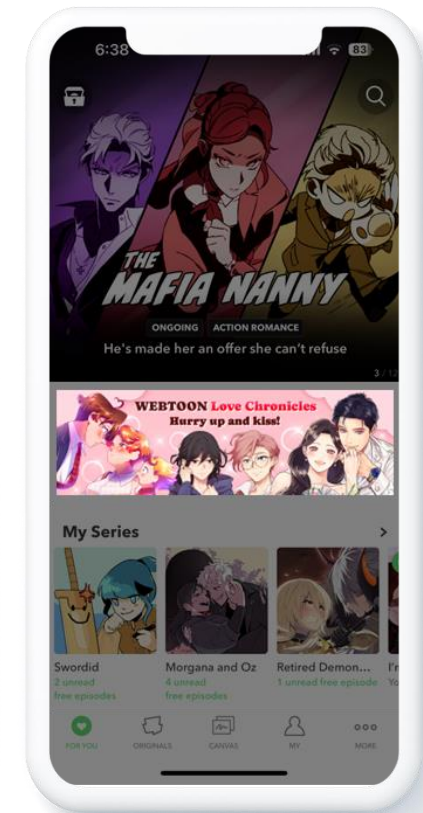 6:38
83
THE
MAFIA NANNY
ONGOING ACTION ROMANCE
He's made her an offer she can't refuse
3 / 12
WEBTOON Love Chronicles
Hurry up and kiss!
My Series >
Swordid Morgana and Oz Retired Demon...
2 unread 4 unread 1 unread free episode
free episodes free episodes
FOR YOU ORIGINALS CANVAS MY MORE